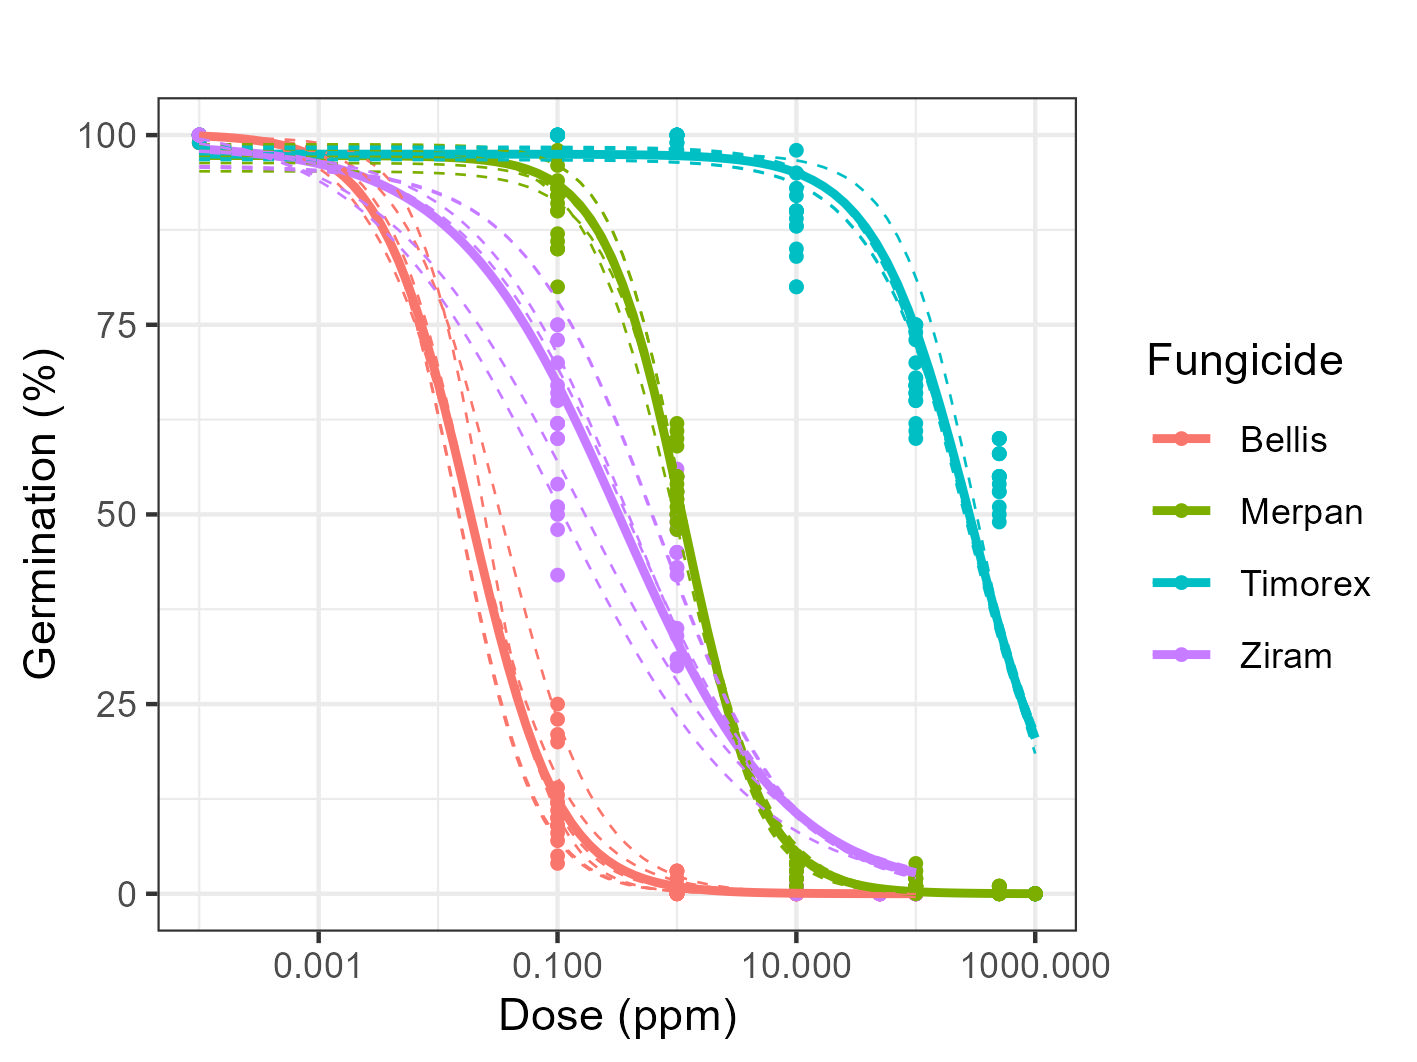 Germination (%)
100
75
50
25
0
0.001
0.100
10.000
1000.000
Dose (ppm)
Fungicide
Bellis
Merpan
Timorex
Ziram